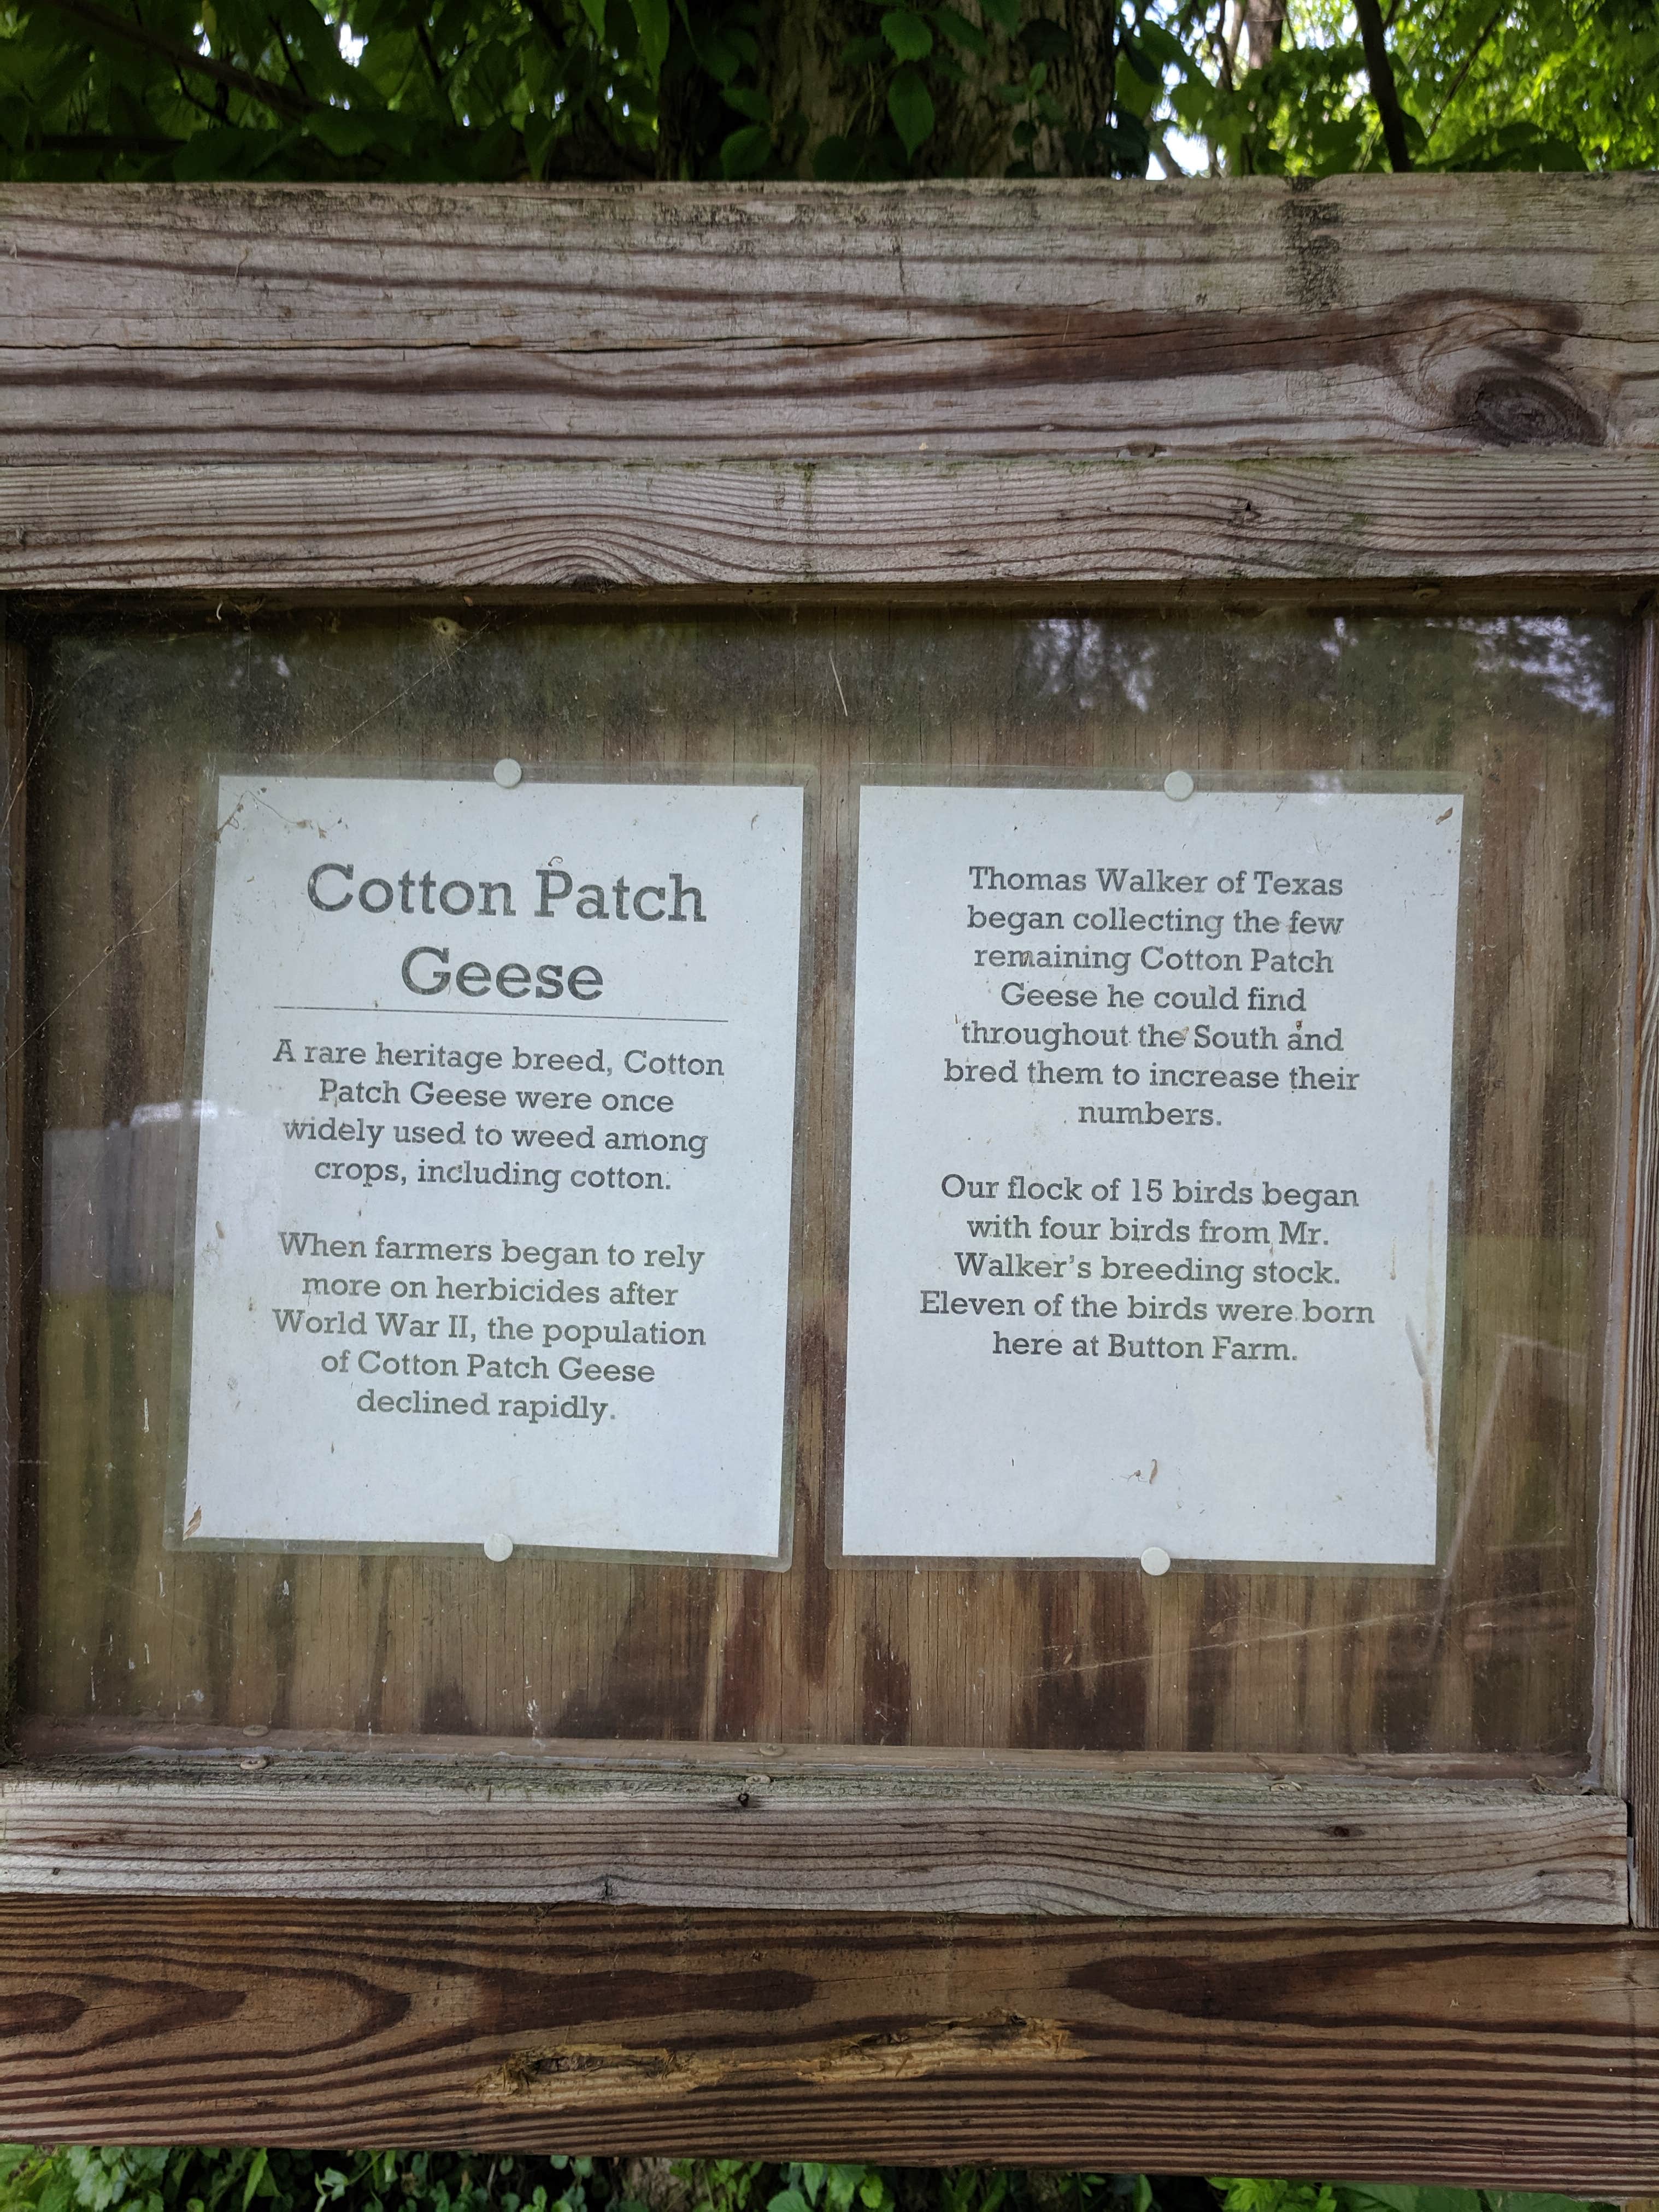 Cotton Patch
Geese
A rare heritage breed, Cotton
Patch Geese were once
widely used to weed among
crops, including cotton.
When farmers began to rely
more on herbicides after
World War II, the population
of Cotton Patch Geese
declined rapidly.
Thomas Walker of Texas
began collecting the few
remaining Cotton Patch
Geese he could find
throughout the South and
bred them to increase their
numbers.
Our flock of 15 birds began
with four birds from Mr.
Walker's breeding stock.
Eleven of the birds were born
here at Button Farm.